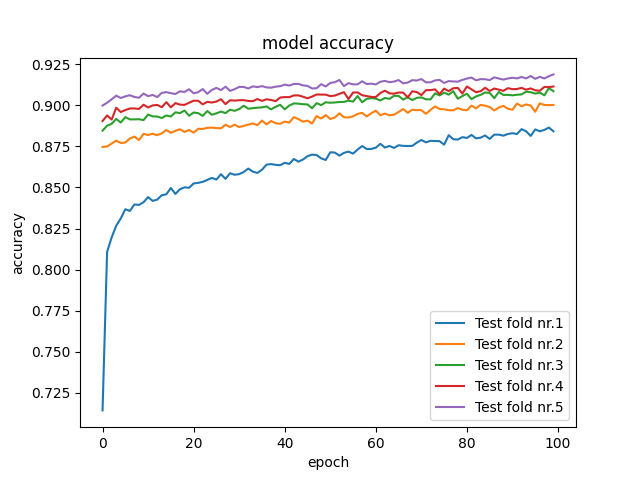 model accuracy
0.925
0.900
0.875
0.850
0.825
0.800
0.775
0.750
0.725
accuracy
0 20 40 60 80 100
epoch
Test fold nr.1
Test fold nr.2
Test fold nr.3
Test fold nr.4
Test fold nr.5